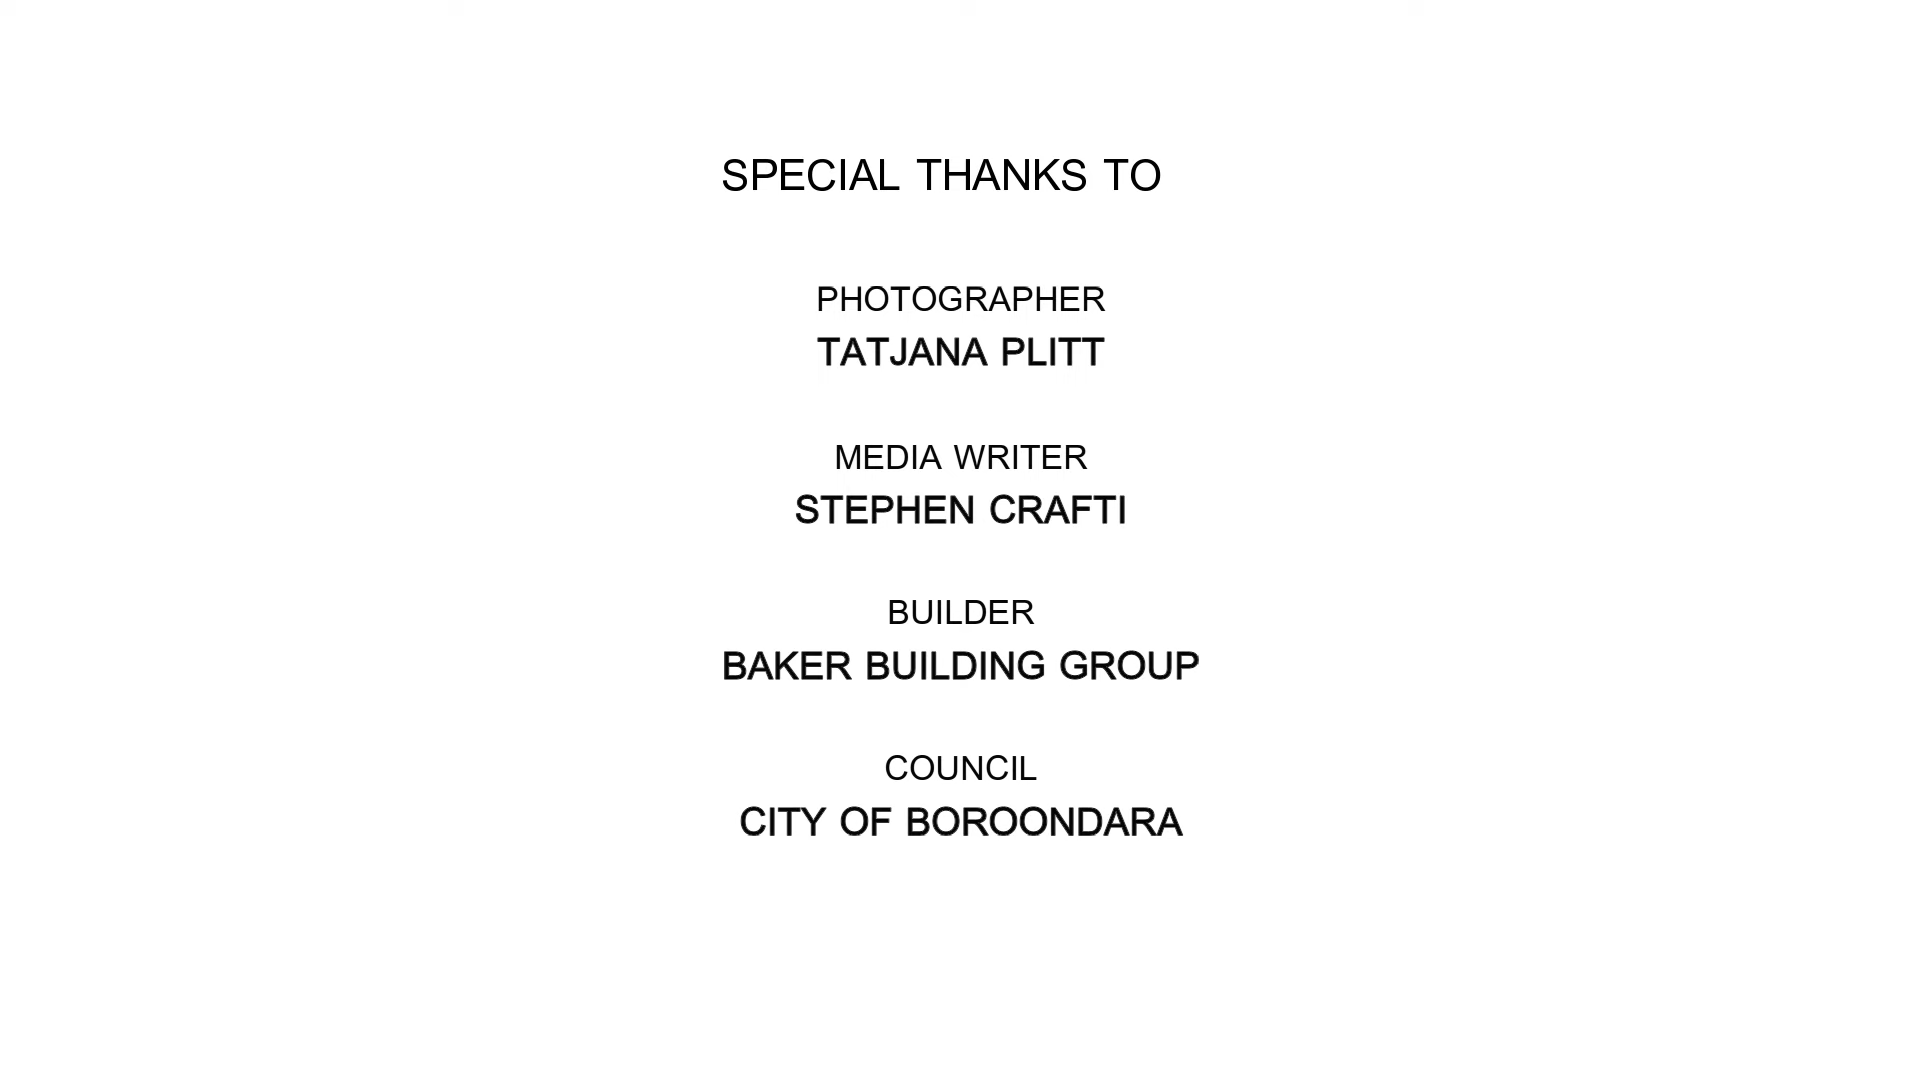 SPECIAL THANKS TO
PHOTOGRAPHER
TATJANA PLITT
MEDIA WRITER
STEPHEN CRAFTI
BUILDER
BAKER BUILDING GROUP
COUNCIL
CITY OF BOROONDARA